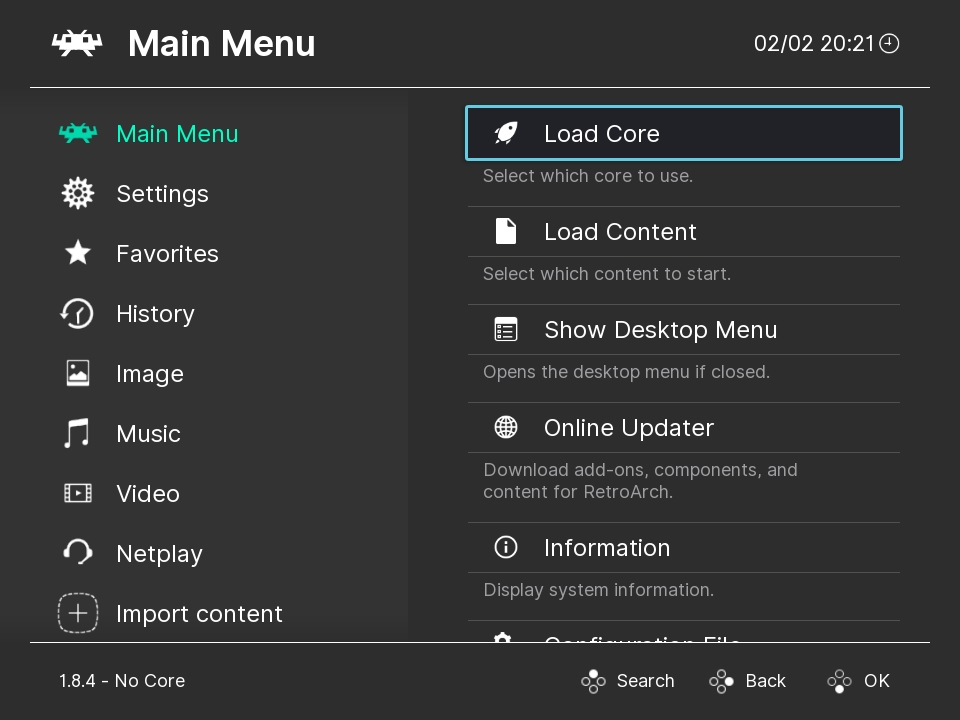 Main Menu
02/02 20:21
Main Menu
Settings
Favorites
History
Image
Music
Video
Netplay
Import content
Load Core
Select which core to use.
Load Content
Select which content to start.
Show Desktop Menu
Opens the desktop menu if closed.
Online Updater
Download add-ons, components, and
content for RetroArch.
Information
Display system information.
Configuration File
1.8.4 - No Core
Search
Back
OK